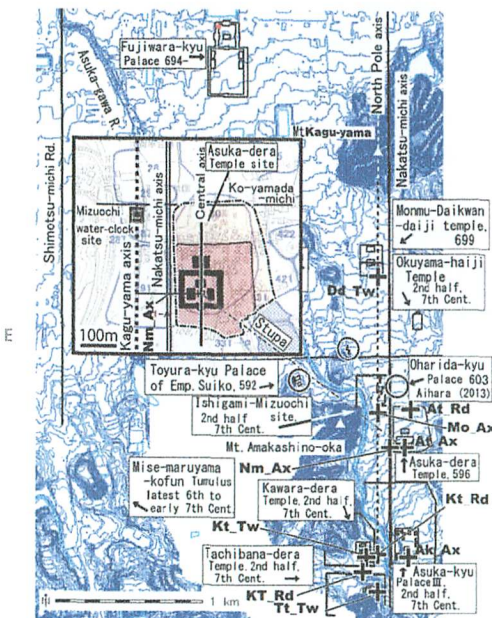 Fujiwara-kyu
Palace 694-
Asuka-gawa R.
Shimotsu-michi Rd.
North Pole axis
Nakatsu-michi axis
Mt Kagu-yama
Asuka-dera
Temple site
Ko-yamada
-michi
Mizuochi
water-clock
site
Kagu-yama axis
Nakatsu-michi axis
Central axis
Nm_Ax
Stupa
100m
Monmu-Daikwan
-daiji temple,
699
Okuyama-haiji
Temple
2nd half,
7th Cent.
Dd_Tw
Toyura-kyu Palace
of Emp. Suiko, 592
Oharida-kyu
Palace 603
Aihara (2013)
Ishigami-Mizuochi
2nd half site,
7th Cent.
At_Rd
Mo_Ax
Mt. Amakashino-oka
Nm_Ax
At_Ax
Asuka-dera
Temple, 596
Mise-maruyama
-kofun Tumulus
latest 6th to
early 7th Cent.
Kawara-dera
Temple, 2nd half,
7th Cent.
Kt_Rd
Kt_Tw
Ak_Ax
Tachibana-dera
Temple, 2nd half,
7th Cent.
KT_Rd
Tt_Tw
Asuka-kyu
Palace Ⅲ,
2nd half,
7th Cent.
1 km